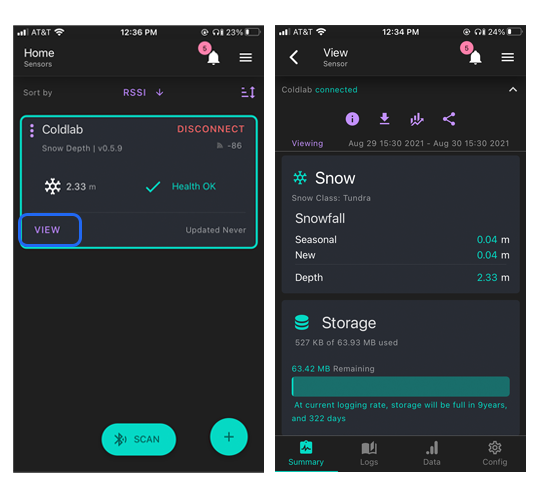 AT&T 12:36 PM 23%
Home
5
Sensors
Sort by RSSI
Coldlab DISCONNECT
Snow Depth | v0.5.9 -86
2.33 m Health OK
VIEW Updated Never
SCAN
+
AT&T 12:34 PM 24%
View
5
Sensor
Coldlab connected
Viewing Aug 29 15:30 2021 - Aug 30 15:30 2021
Snow
Snow Class: Tundra
Snowfall
Seasonal 0.04 m
New 0.04 m
Depth 2.33 m
Storage
527 KB of 63.93 MB used
63.42 MB Remaining
At current logging rate, storage will be full in 9years,
and 322 days
Summary Logs Data Config